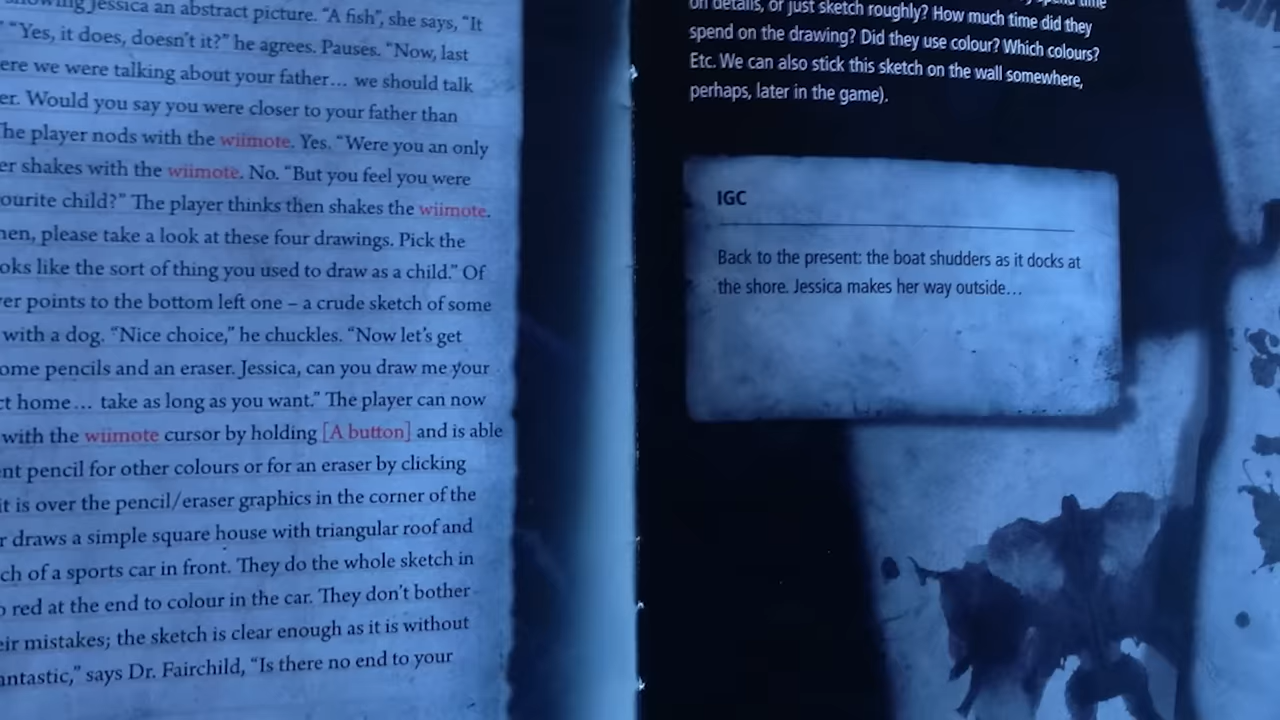 Jessica an abstract picture. “A fish”, she says, “It
“Yes, it does, doesn’t it?” he agrees. Pauses. “Now, last
we were talking about your father… we should talk
Would you say you were closer to your father than
The player nods with the wiimote. Yes. “Were you an only
shakes with the wiimote. No. “But you feel you were
child?” The player thinks then shakes the wiimote.
please take a look at these four drawings. Pick the
like the sort of thing you used to draw as a child.” Of
points to the bottom left one – a crude sketch of some
with a dog. “Nice choice,” he chuckles. “Now let’s get
pencils and an eraser. Jessica, can you draw me your
home… take as long as you want.” The player can now
with the wiimote cursor by holding [A button] and is able
pencil for other colours or for an eraser by clicking
it is over the pencil/eraser graphics in the corner of the
draws a simple square house with triangular roof and
of a sports car in front. They do the whole sketch in
red at the end to colour in the car. They don’t bother
mistakes; the sketch is clear enough as it is without
says Dr. Fairchild, “Is there no end to your
on details, or just sketch roughly? How much time did they
spend on the drawing? Did they use colour? Which colours?
Etc. We can also stick this sketch on the wall somewhere,
perhaps, later in the game).
IGC
Back to the present: the boat shudders as it docks at
the shore. Jessica makes her way outside…